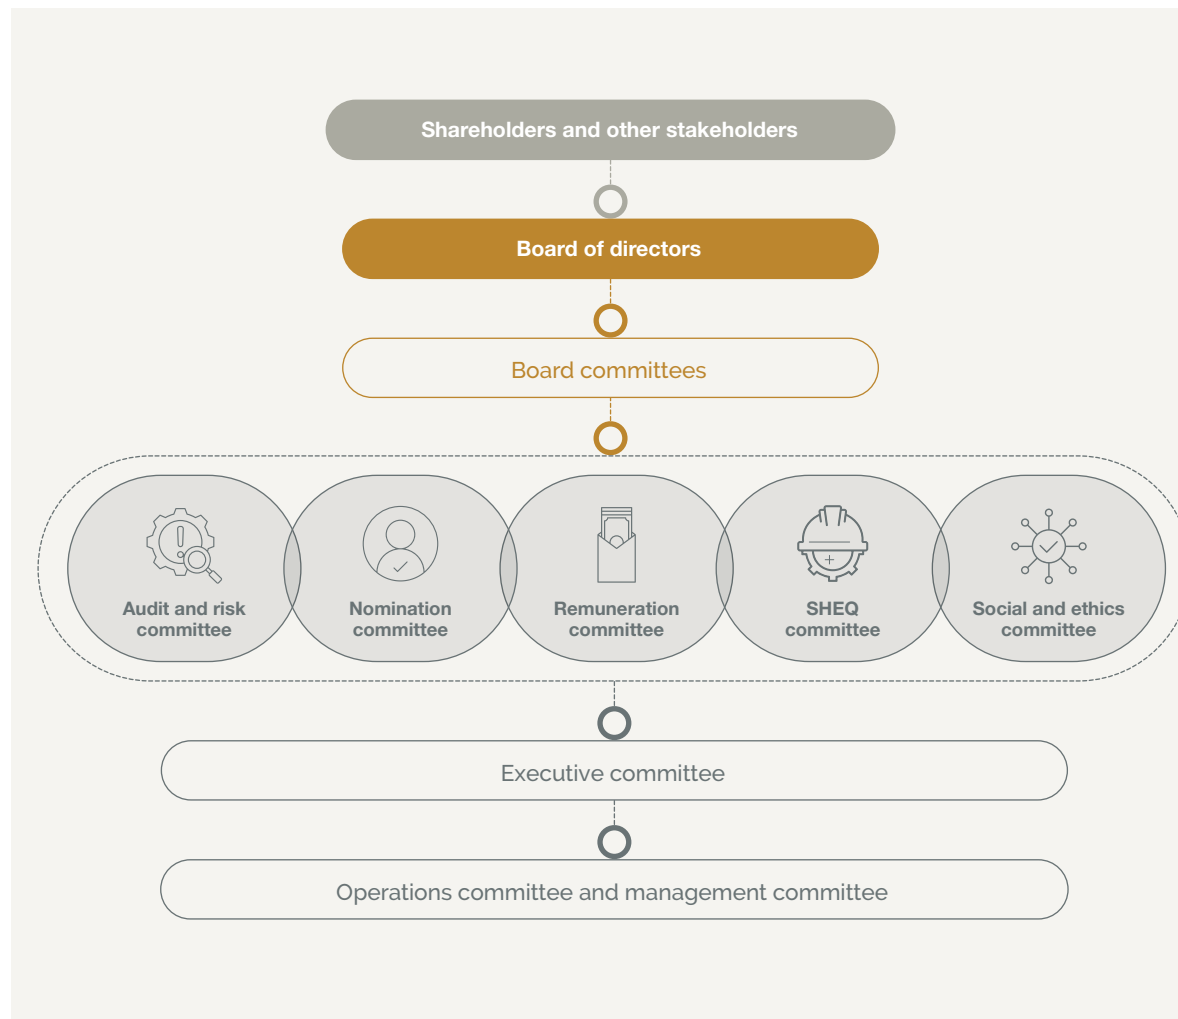 Shareholders and other stakeholders
Board of directors
Board committees
Audit and risk
committee
Nomination
committee
Remuneration
committee
SHEQ
committee
Social and ethics
committee
Executive committee
Operations committee and management committee